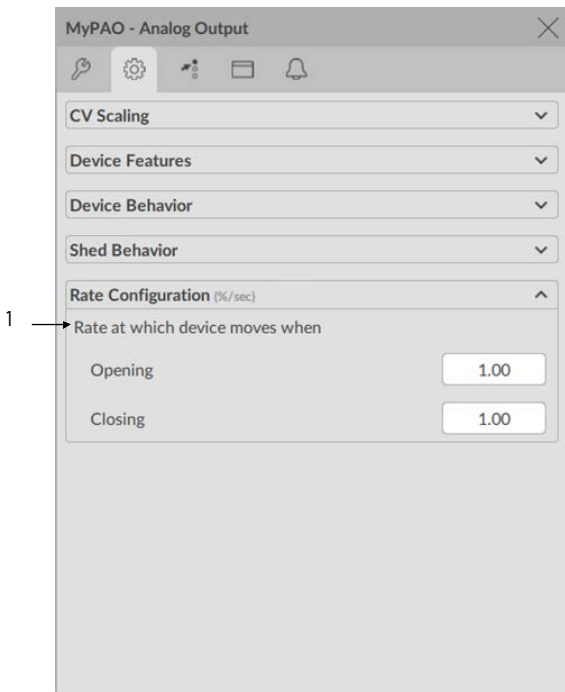 MyPAO - Analog Output
CV Scaling
Device Features
Device Behavior
Shed Behavior
Rate Configuration (%/sec)
1
Rate at which device moves when
Opening 1.00
Closing 1.00